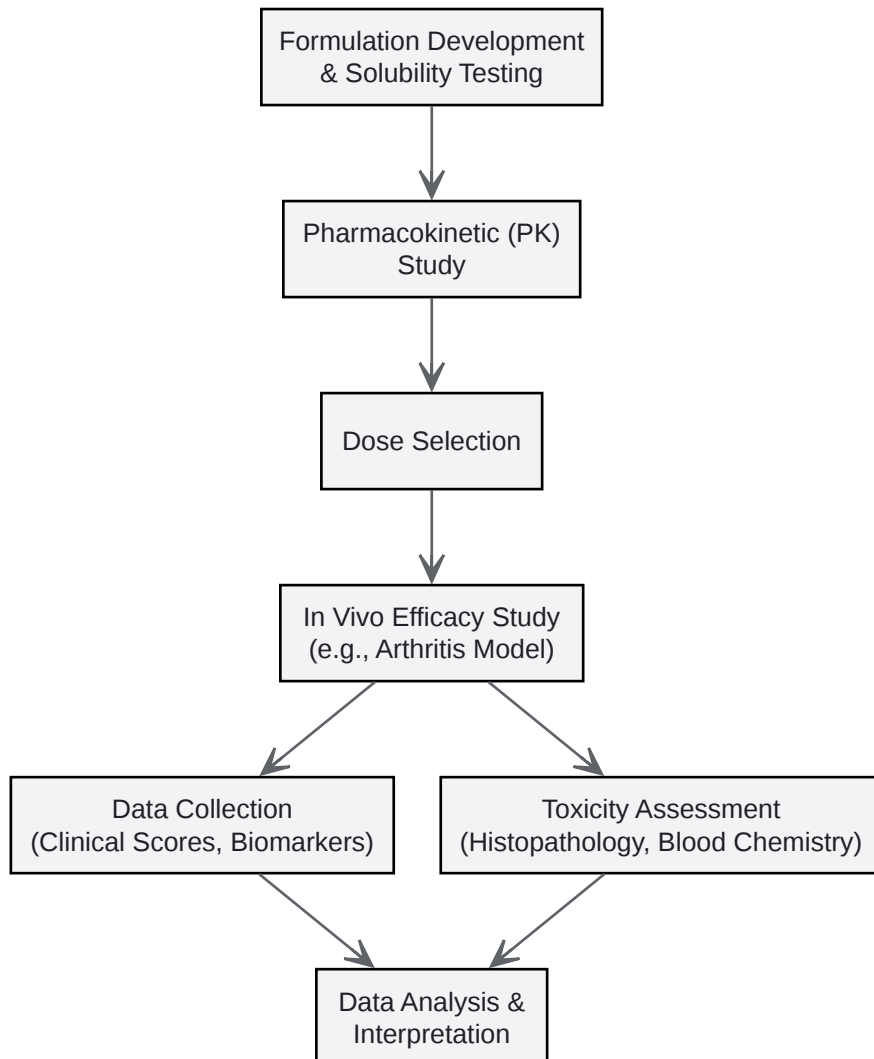 Formulation Development
& Solubility Testing
Pharmacokinetic (PK)
Study
Dose Selection
In Vivo Efficacy Study
(e.g., Arthritis Model)
Data Collection
(Clinical Scores, Biomarkers)
Toxicity Assessment
(Histopathology, Blood Chemistry)
Data Analysis &
Interpretation